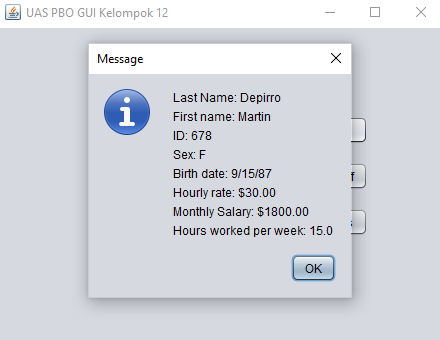 UAS PBO GUI Kelompok 12
Message
Last Name: Depirro
First name: Martin
ID: 678
Sex: F
Birth date: 9/15/87
Hourly rate: $30.00
Monthly Salary: $1800.00
Hours worked per week: 15.0
OK